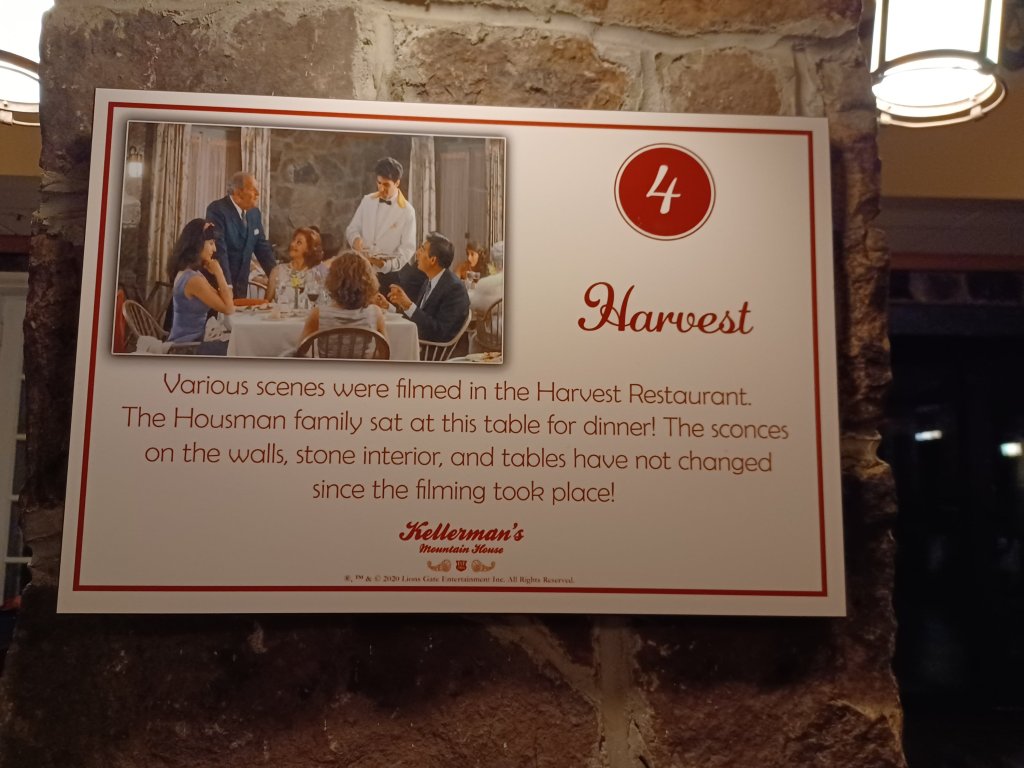 4
Harvest
Various scenes were filmed in the Harvest Restaurant.
The Housman family sat at this table for dinner! The sconces
on the walls, stone interior, and tables have not changed
since the filming took place!
Kellerman's
Mountain House
®, ™ & © 2020 Lions Gate Entertainment Inc. All Rights Reserved.